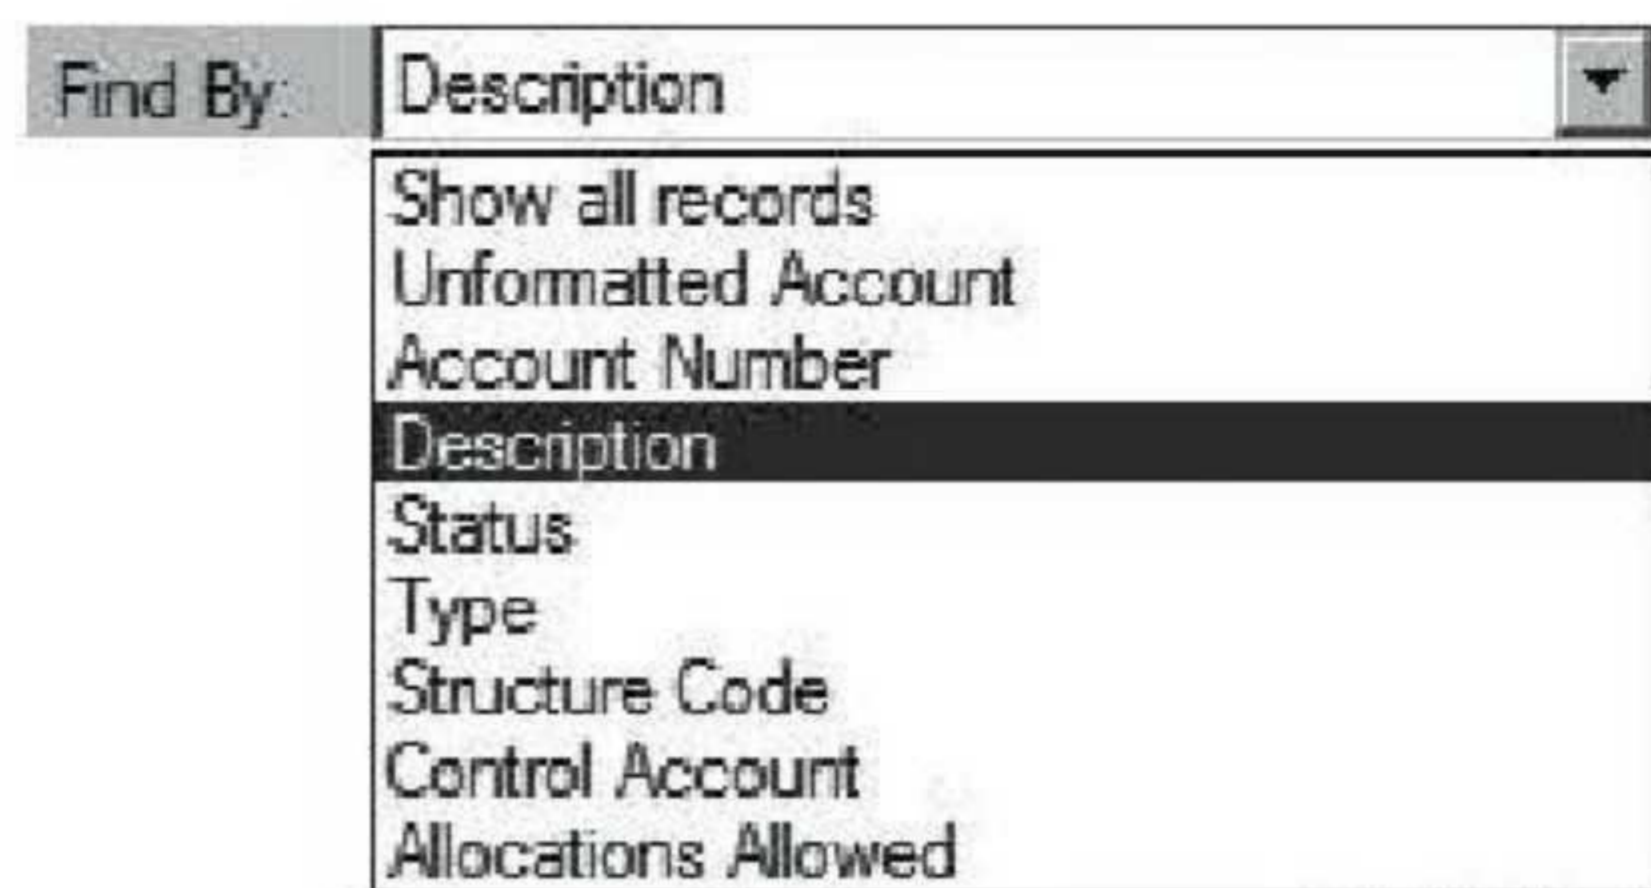 Find By: Description
Show all records
Unformatted Account
Account Number
Description
Status
Type
Structure Code
Control Account
Allocations Allowed